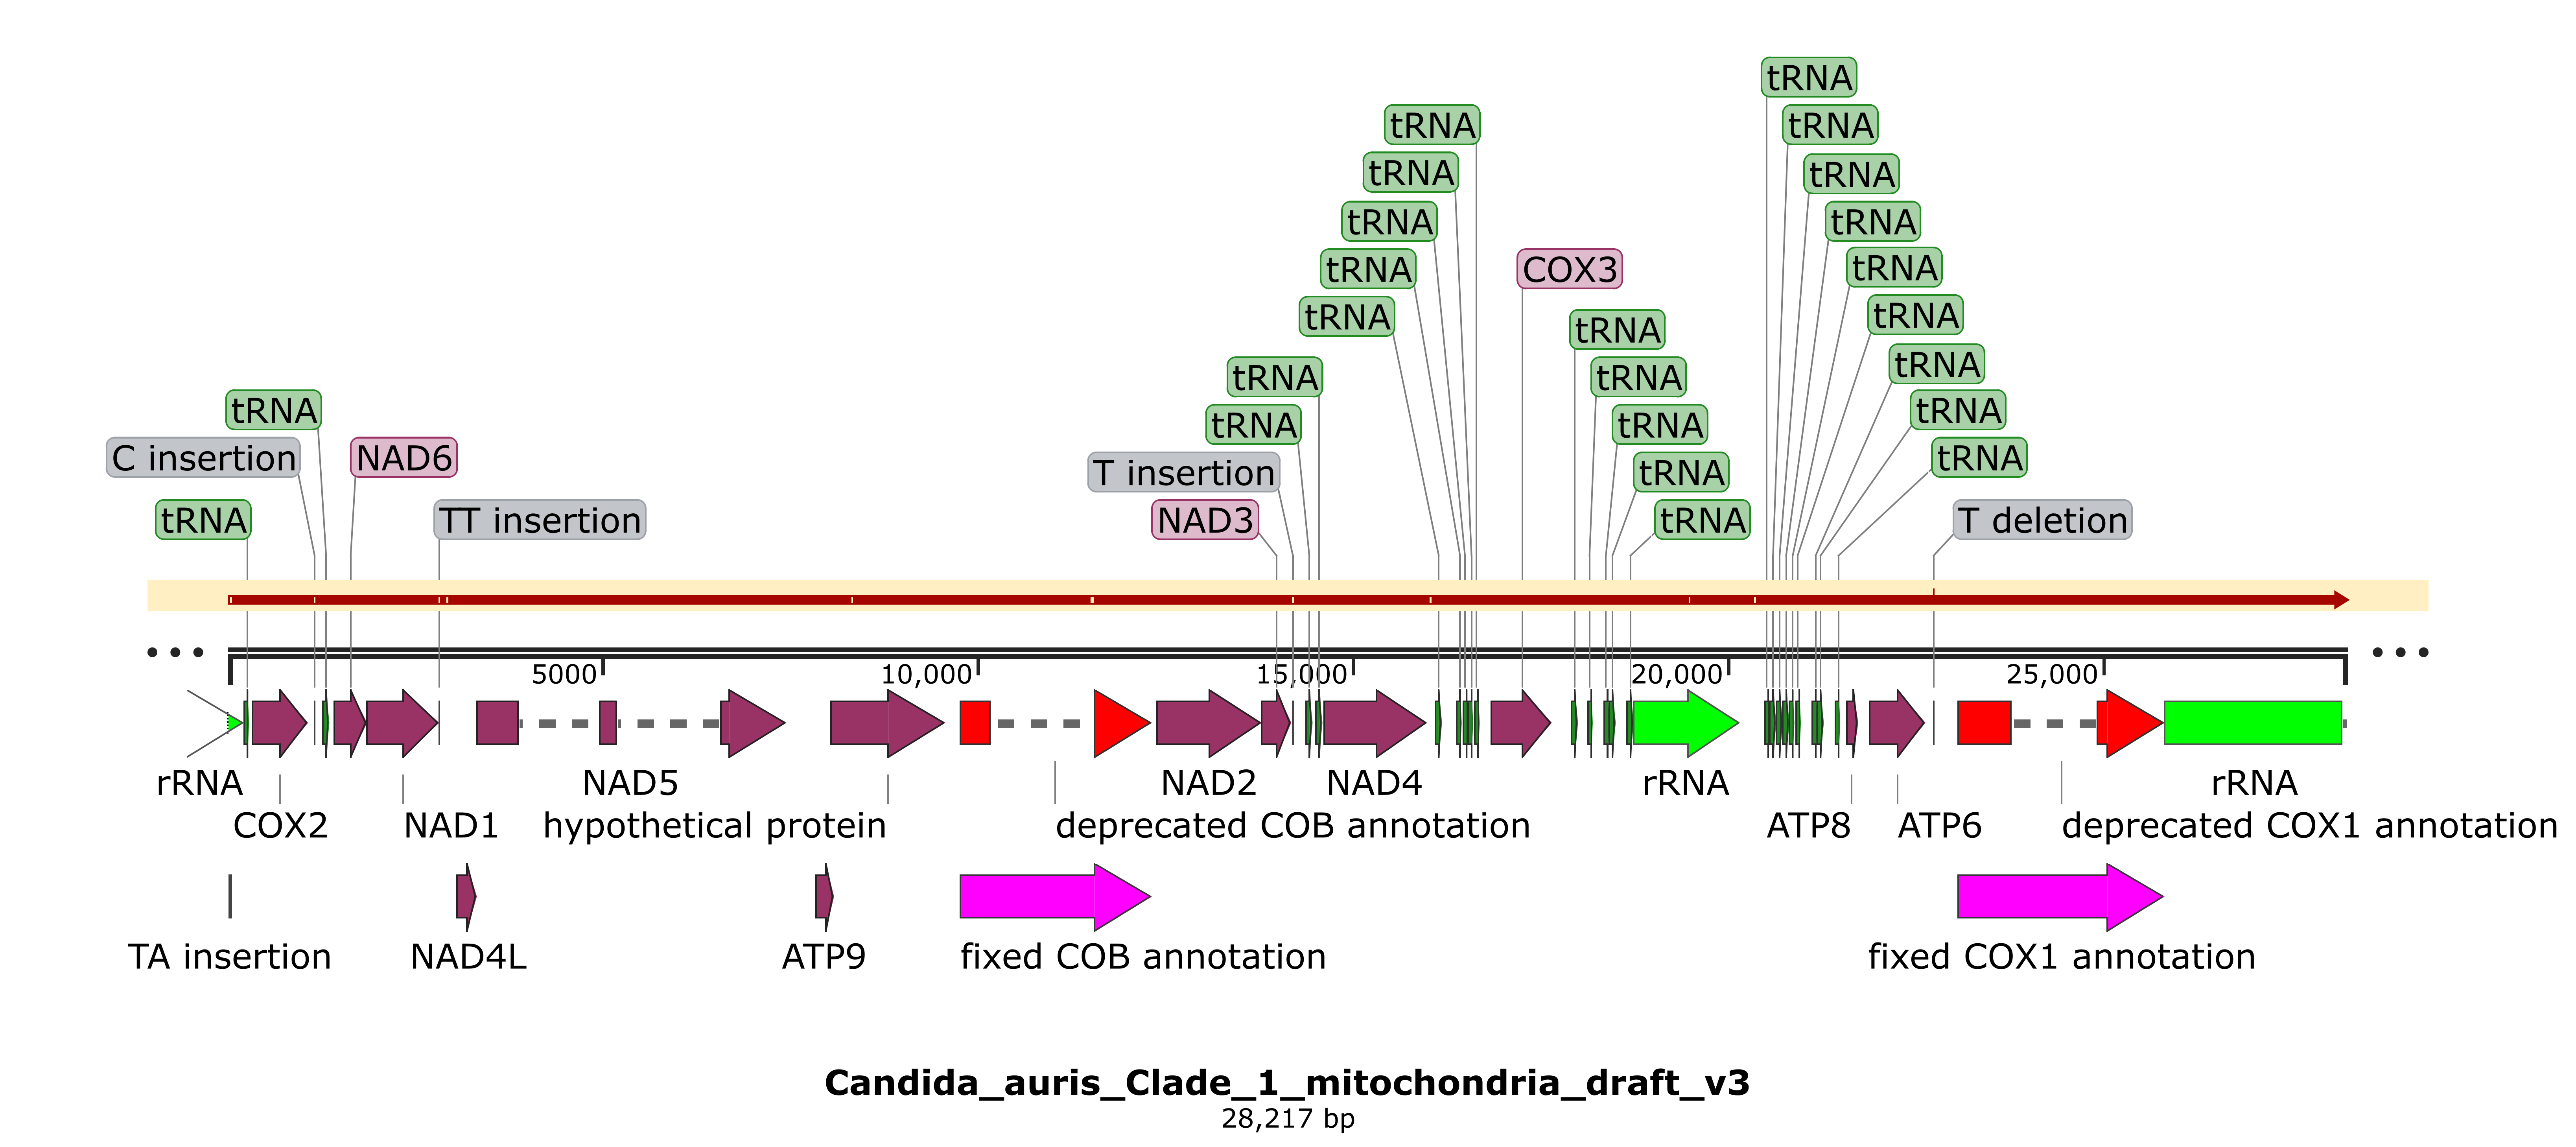 tRNA
tRNA
tRNA
tRNA
tRNA
tRNA
tRNA
tRNA
tRNA
COX3
tRNA
tRNA
tRNA
tRNA
tRNA
tRNA
tRNA
tRNA
tRNA
tRNA
tRNA
tRNA
C insertion
NAD6
T insertion
tRNA
tRNA
tRNA
TT insertion
NAD3
tRNA
T deletion
5000
10,000
15,000
20,000
25,000
rRNA
NAD5
NAD2
NAD4
rRNA
rRNA
COX2
NAD1
hypothetical protein
deprecated COB annotation
ATP8
ATP6
deprecated COX1 annotation
TA insertion
NAD4L
ATP9
fixed COB annotation
fixed COX1 annotation
Candida_auris_Clade_1_mitochondria_draft_v3
28,217 bp